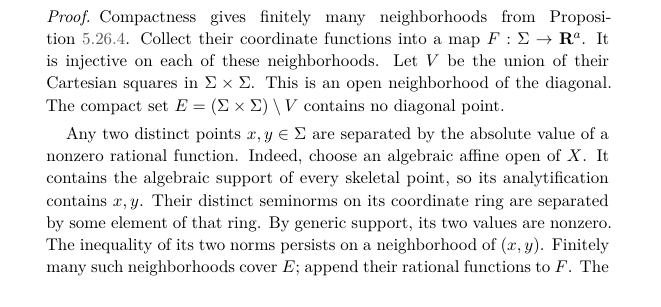 Proof. Compactness gives finitely many neighborhoods from Proposi-
tion 5.26.4. Collect their coordinate functions into a map F : Σ → Rᵃ. It
is injective on each of these neighborhoods. Let V be the union of their
Cartesian squares in Σ × Σ. This is an open neighborhood of the diagonal.
The compact set E = (Σ × Σ) \ V contains no diagonal point.
Any two distinct points x, y ∈ Σ are separated by the absolute value of a
nonzero rational function. Indeed, choose an algebraic affine open of X. It
contains the algebraic support of every skeletal point, so its analytification
contains x, y. Their distinct seminorms on its coordinate ring are separated
by some element of that ring. By generic support, its two values are nonzero.
The inequality of its two norms persists on a neighborhood of (x, y). Finitely
many such neighborhoods cover E; append their rational functions to F. The